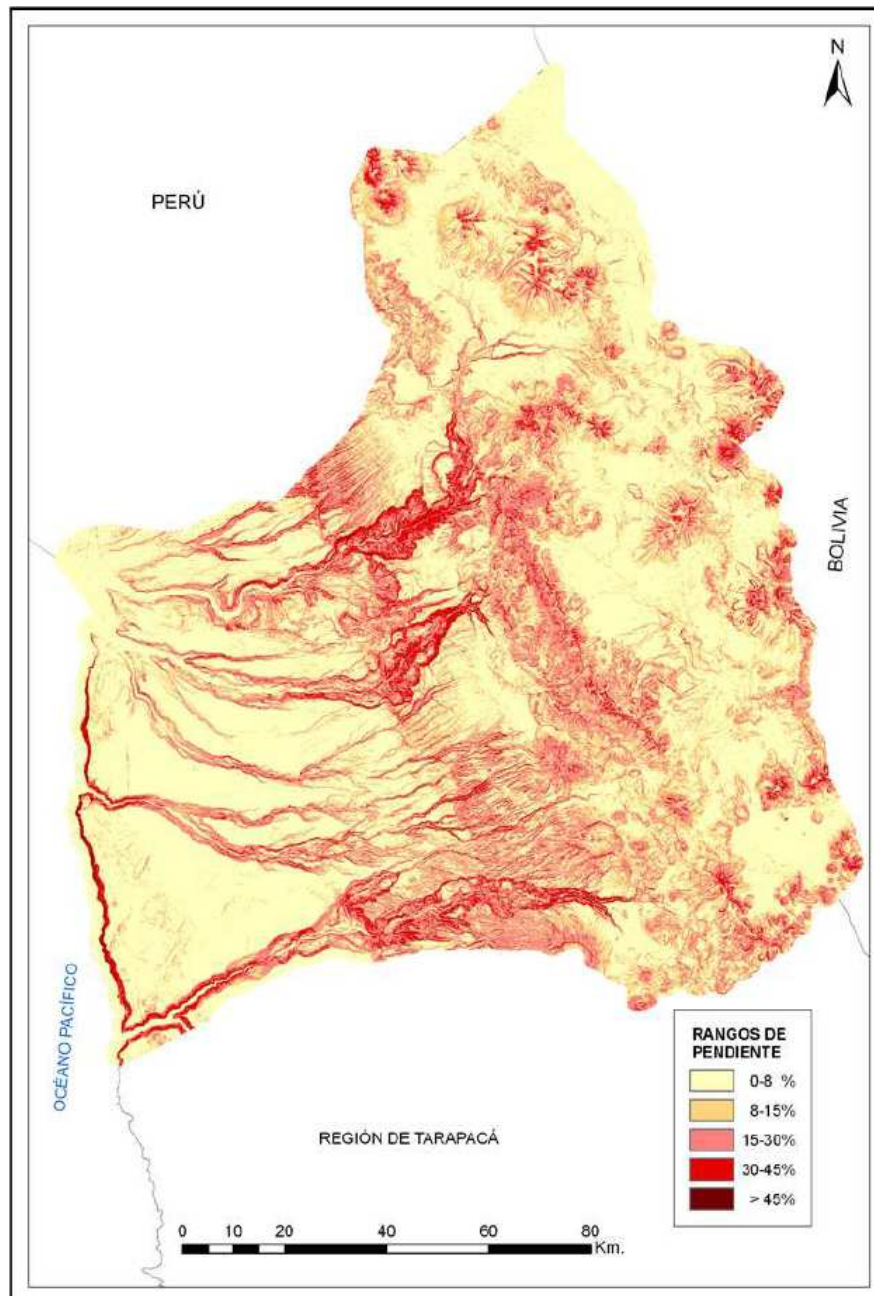 N
PERÚ
BOLIVIA
OCÉANO PACÍFICO
REGIÓN DE TARAPACÁ
RANGOS DE
PENDIENTE
0-8 %
8-15%
15-30%
30-45%
> 45%
0 10 20 40 60 80
Km.